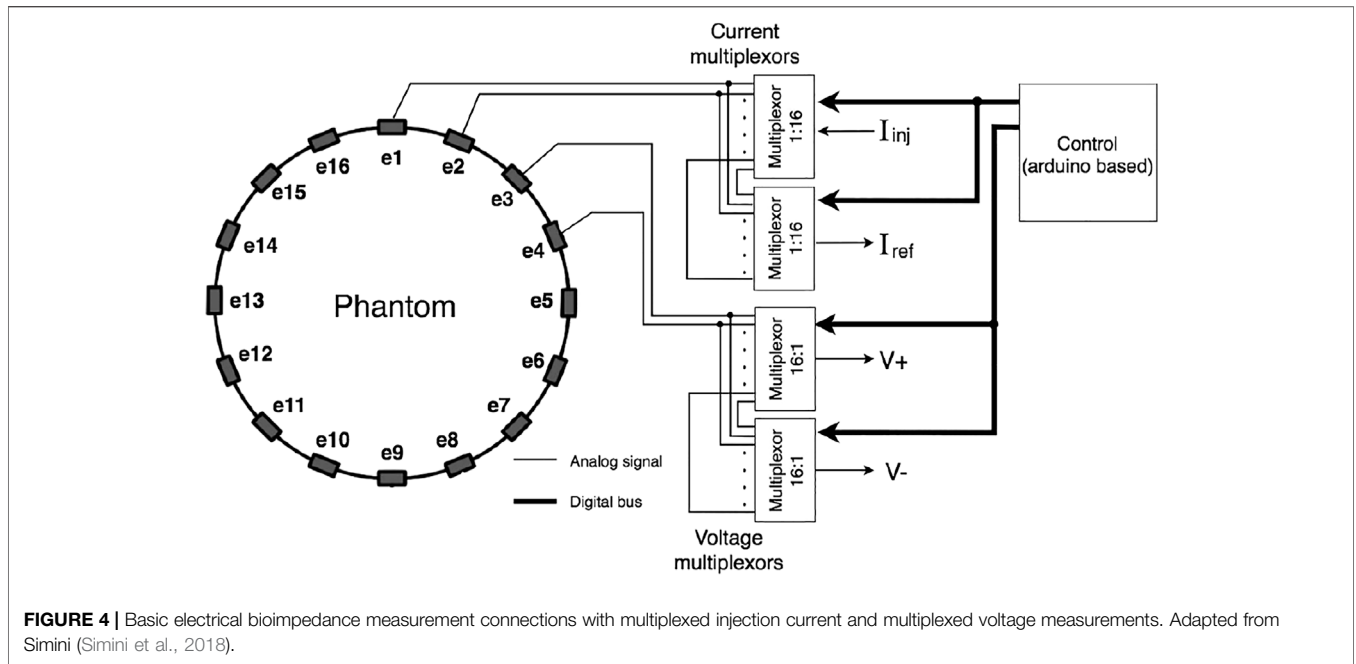 Current
multiplexors
Multiplexor
1:16
I inj
Control
(arduino based)
Multiplexor
1:16
I ref
e1
e2
e3
e4
e5
e6
e7
e8
e9
e10
e11
e12
e13
e14
e15
e16
Phantom
Multiplexor
16:1
V+
Multiplexor
16:1
V-
Analog signal
Digital bus
Voltage
multiplexors
FIGURE 4 | Basic electrical bioimpedance measurement connections with multiplexed injection current and multiplexed voltage measurements. Adapted from
Simini (Simini et al., 2018).